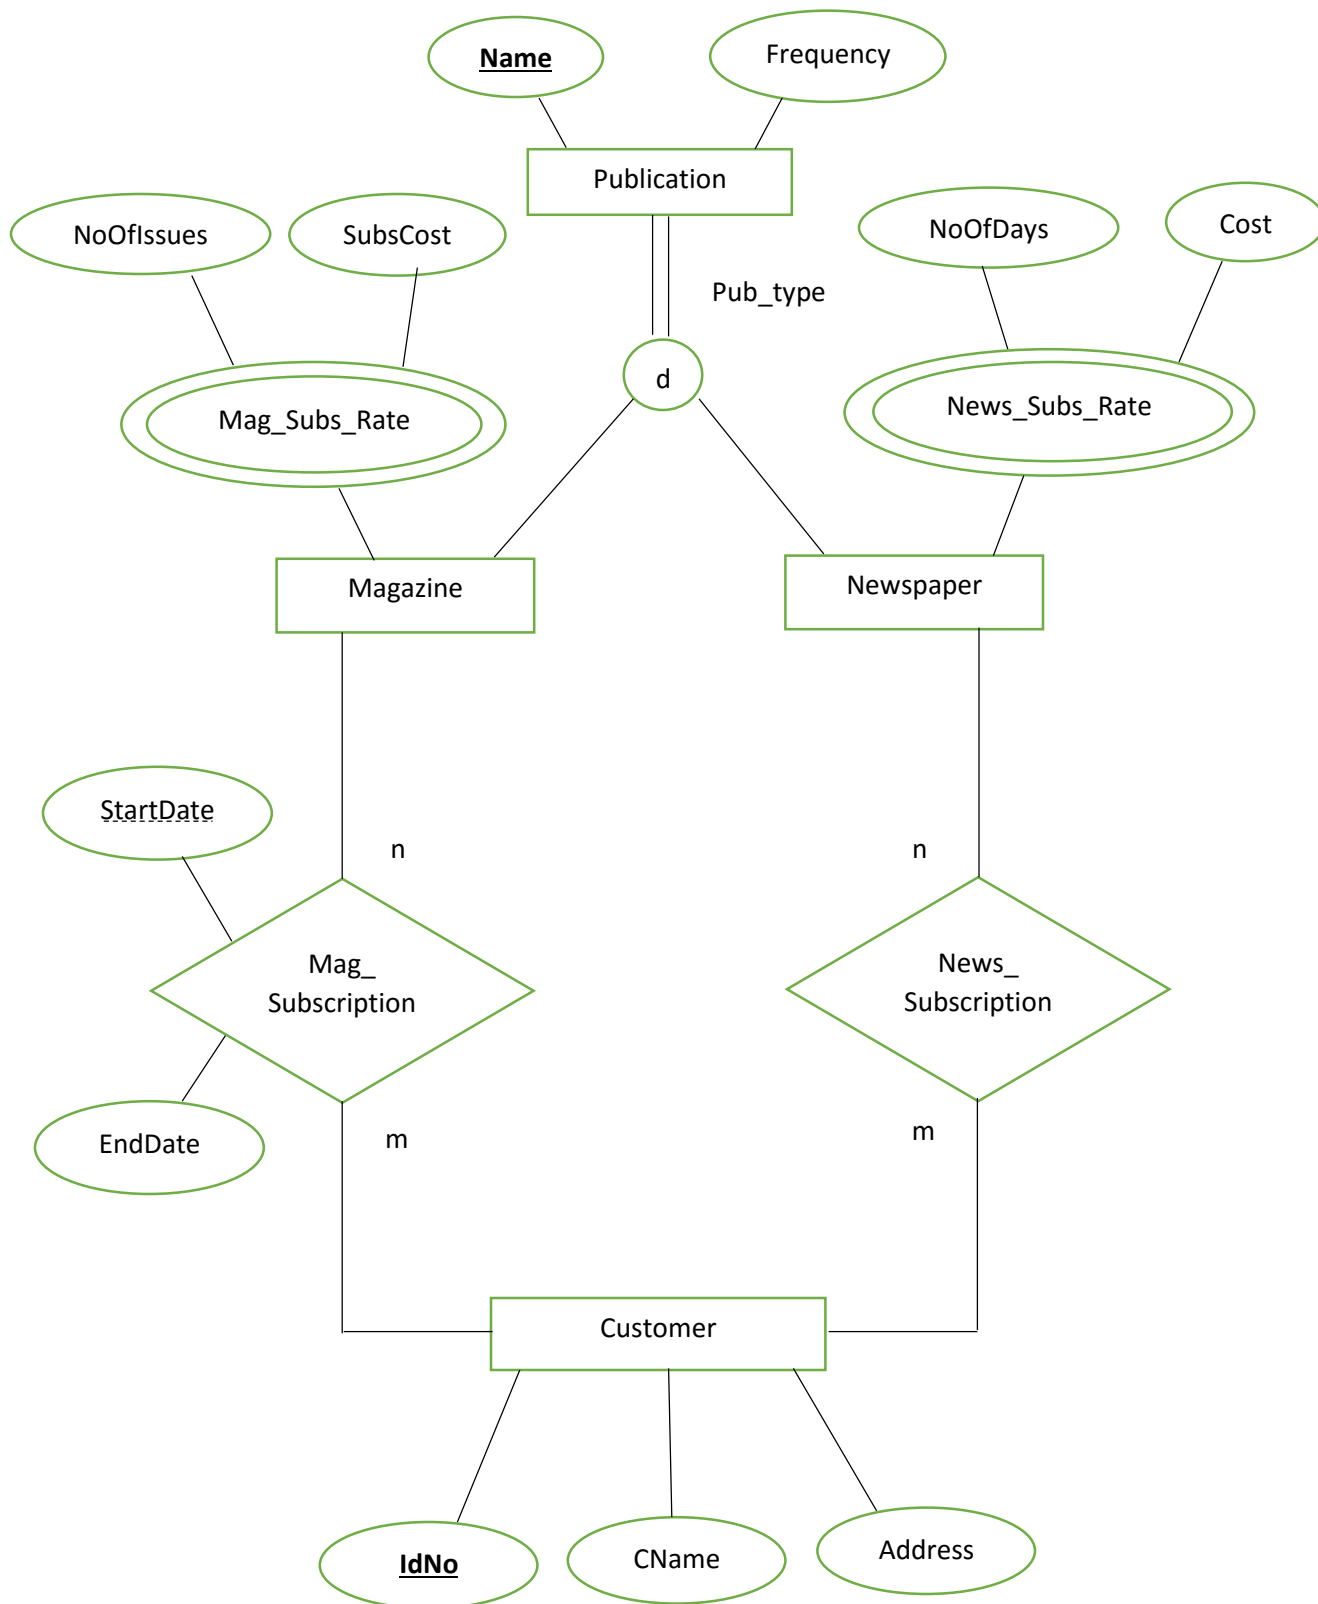 Name
Frequency
Publication
NoOfIssues
SubsCost
NoOfDays
Cost
Pub_type
d
Mag_Subs_Rate
News_Subs_Rate
Magazine
Newspaper
StartDate
n
n
Mag_
Subscription
News_
Subscription
EndDate
m
m
Customer
IdNo
CName
Address